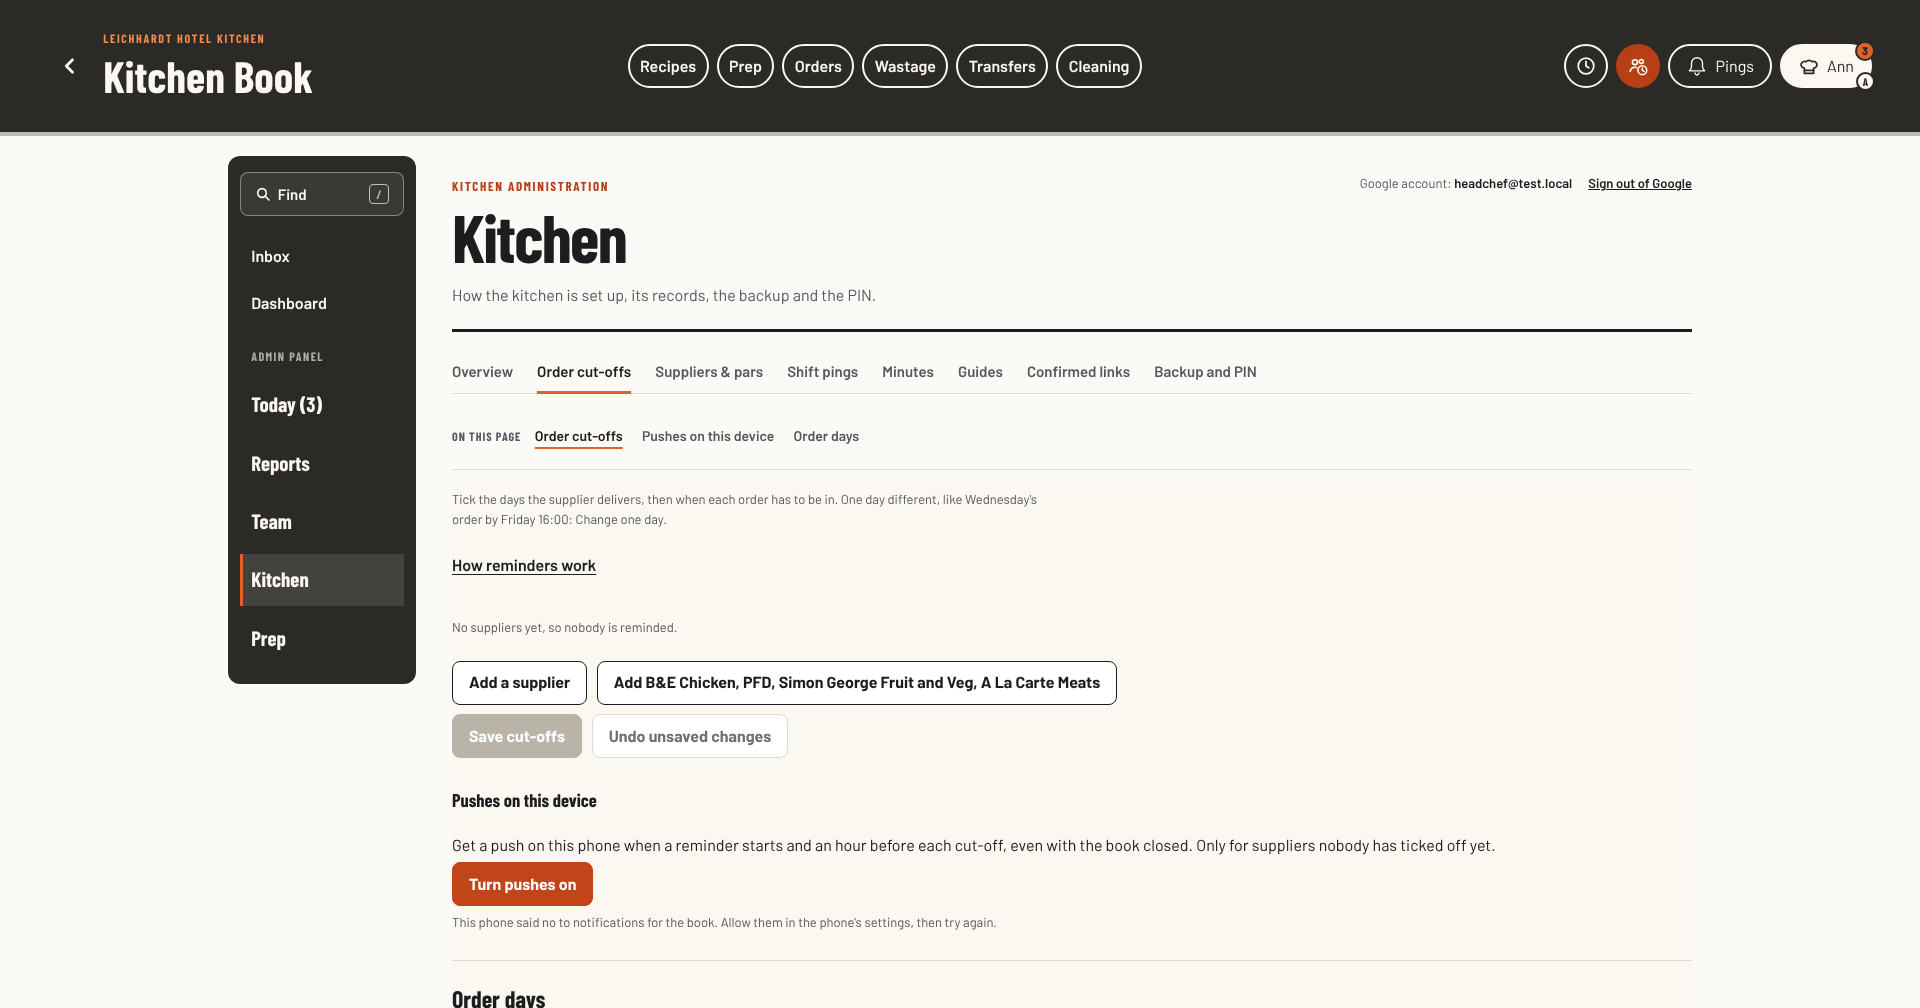 LEICHHARDT HOTEL KITCHEN
Kitchen Book
Recipes
Prep
Orders
Wastage
Transfers
Cleaning
Pings
Ann
3
A
Find
/
Inbox
Dashboard
ADMIN PANEL
Today (3)
Reports
Team
Kitchen
Prep
KITCHEN ADMINISTRATION
Google account: headchef@test.local
Sign out of Google
Kitchen
How the kitchen is set up, its records, the backup and the PIN.
Overview
Order cut-offs
Suppliers & pars
Shift pings
Minutes
Guides
Confirmed links
Backup and PIN
ON THIS PAGE
Order cut-offs
Pushes on this device
Order days
Tick the days the supplier delivers, then when each order has to be in. One day different, like Wednesday's
order by Friday 16:00: Change one day.
How reminders work
No suppliers yet, so nobody is reminded.
Add a supplier
Add B&E Chicken, PFD, Simon George Fruit and Veg, A La Carte Meats
Save cut-offs
Undo unsaved changes
Pushes on this device
Get a push on this phone when a reminder starts and an hour before each cut-off, even with the book closed. Only for suppliers nobody has ticked off yet.
Turn pushes on
This phone said no to notifications for the book. Allow them in the phone's settings, then try again.
Order days